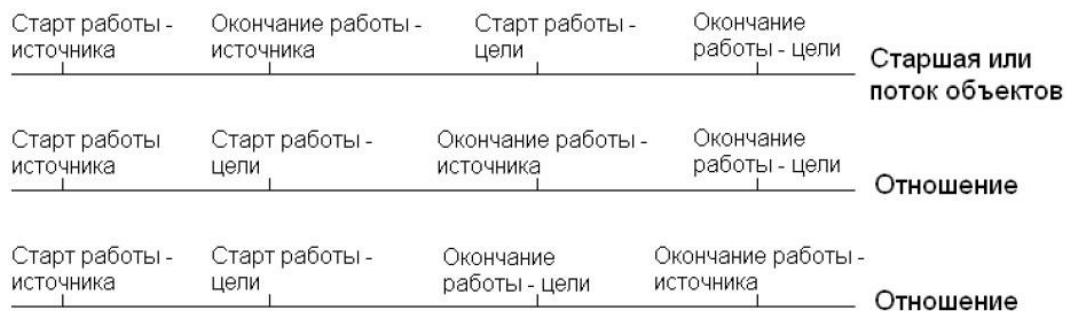 Старт работы - Окончание работы - Старт работы - Окончание
источника источника цели работы - цели
Старшая или
поток объектов
Старт работы Старт работы - Окончание работы - Окончание
источника цели источника работы - цели
Отношение
Старт работы - Старт работы - Окончание Окончание работы -
источника цели работы - цели источника
Отношение